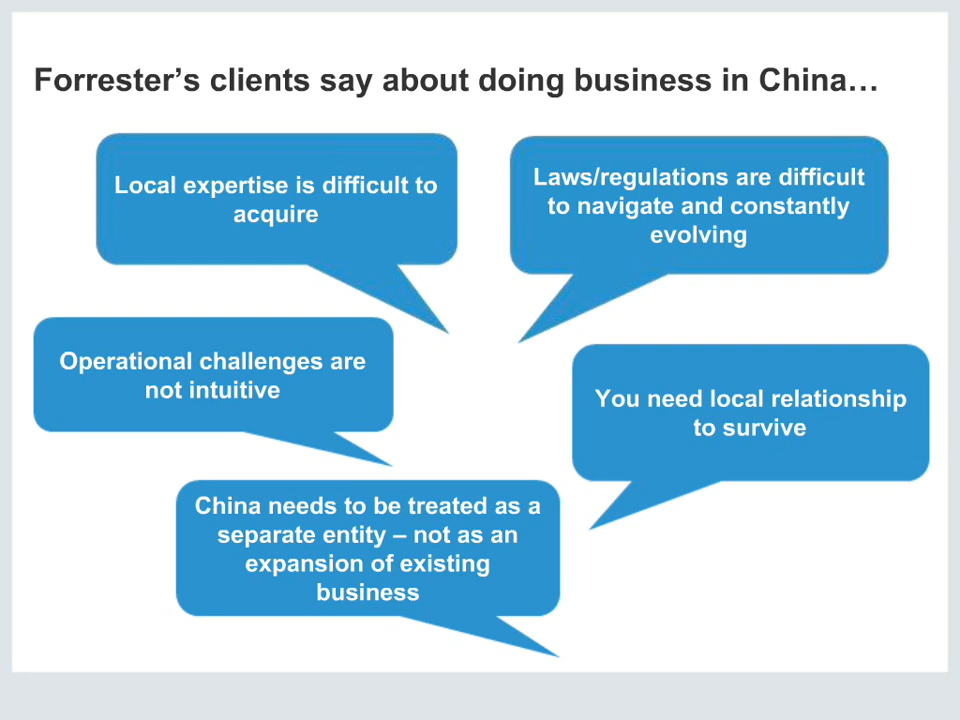 Forrester’s clients say about doing business in China…
Local expertise is difficult to
acquire
Laws/regulations are difficult
to navigate and constantly
evolving
Operational challenges are
not intuitive
You need local relationship
to survive
China needs to be treated as a
separate entity – not as an
expansion of existing
business